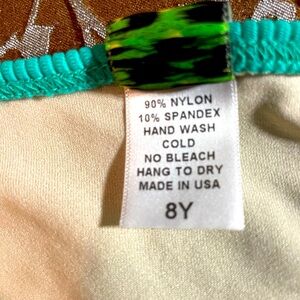 90% NYLON
10% SPANDEX
HAND WASH
COLD
NO BLEACH
HANG TO DRY
MADE IN USA
8Y